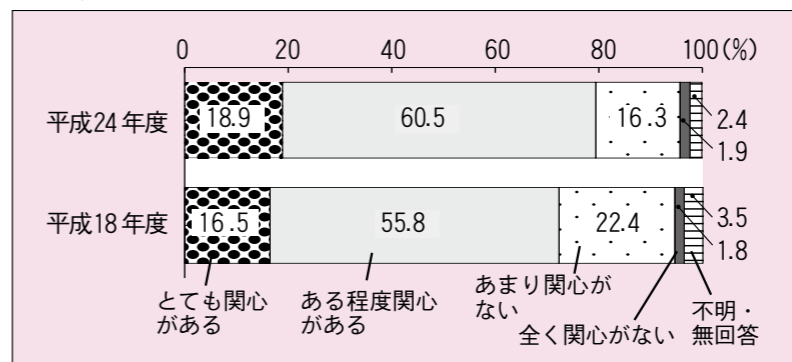 0 20 40 60 80 100(%)
平成24年度 18.9 60.5 16.3 2.4
1.9
平成18年度 16.5 55.8 22.4 3.5
1.8
とても関心
がある
ある程度関心
がある
あまり関心が
ない
全く関心がない
不明・
無回答